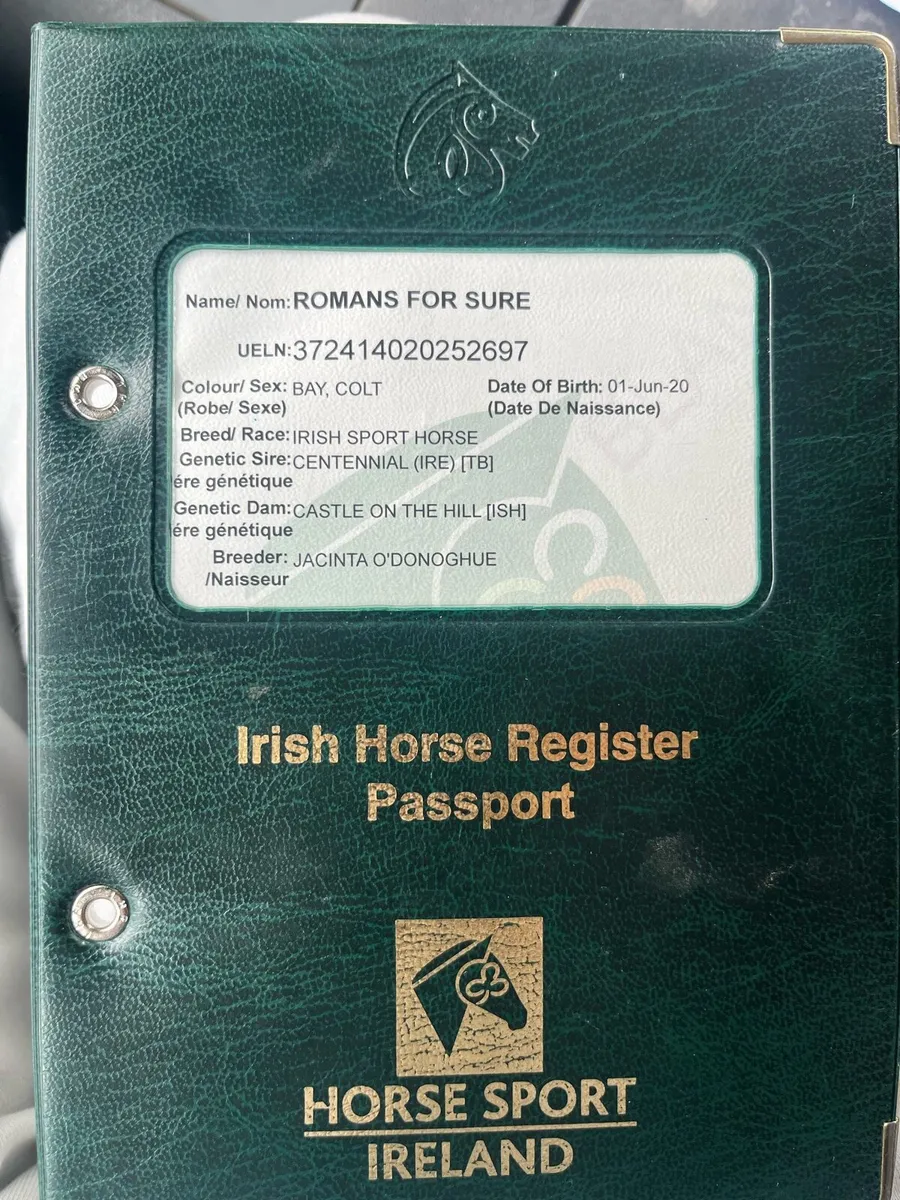 Name/ Nom: ROMANS FOR SURE
UELN: 372414020252697
Colour/ Sex: BAY, COLT Date Of Birth: 01-Jun-20
(Robe/ Sexe) (Date De Naissance)
Breed/ Race: IRISH SPORT HORSE
Genetic Sire: CENTENNIAL (IRE) [TB]
ére génétique
Genetic Dam: CASTLE ON THE HILL [ISH]
ére génétique
Breeder: JACINTA O'DONOGHUE
/Naisseur
Irish Horse Register
Passport
HORSE SPORT
IRELAND